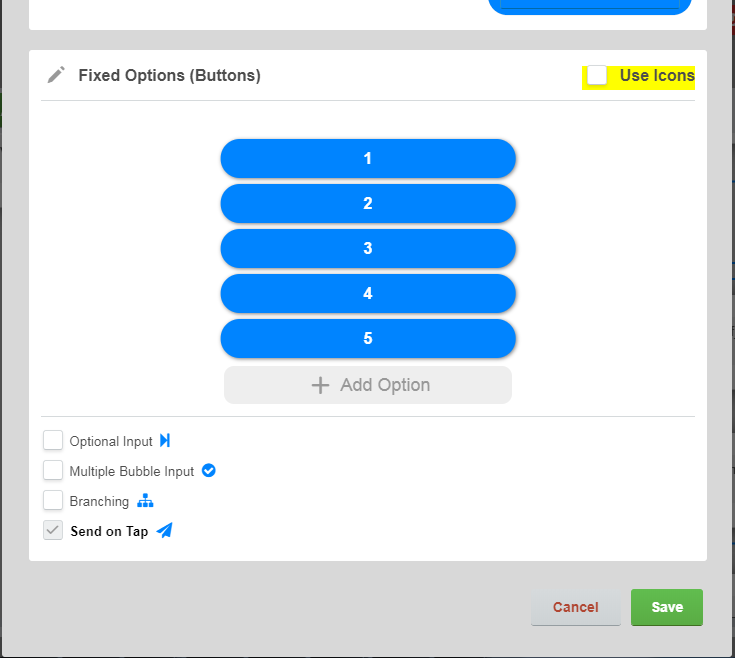 Fixed Options (Buttons)
Use Icons
1
2
3
4
5
+ Add Option
Optional Input
Multiple Bubble Input
Branching
Send on Tap
Cancel
Save